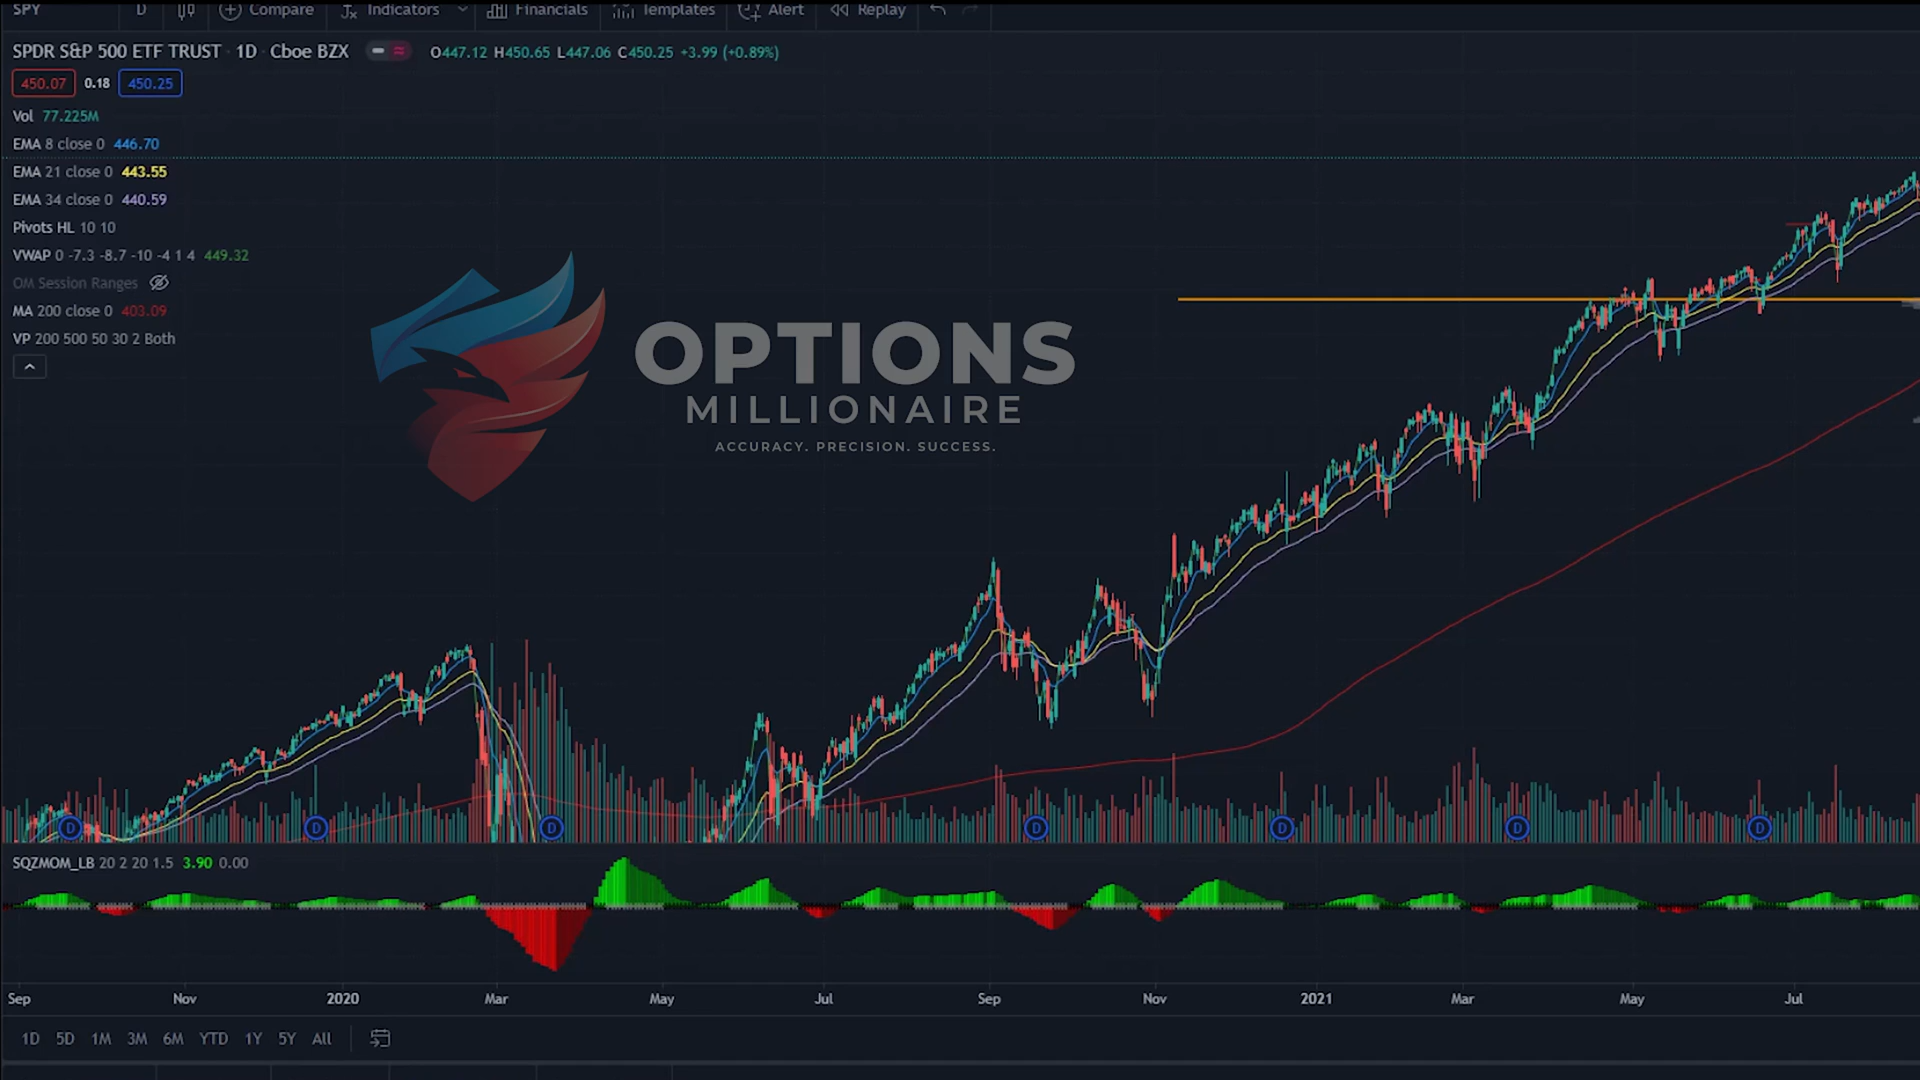 SPY D Compare Indicators Financials Templates Alert Replay
SPDR S&P 500 ETF TRUST · 1D · Cboe BZX O447.12 H450.65 L447.06 C450.25 +3.99 (+0.89%)
450.07 0.18 450.25
Vol 77.225M
EMA 8 close 0 446.70
EMA 21 close 0 443.55
EMA 34 close 0 440.59
Pivots HL 10 10
VWAP 0 -7.3 -8.7 -10 -4 1 4 449.32
OM Session Ranges
MA 200 close 0 403.09
VP 200 500 50 30 2 Both
OPTIONS
MILLIONAIRE
ACCURACY. PRECISION. SUCCESS.
D D D D D D D
SQZMOM_LB 20 2 20 1.5 3.90 0.00
Sep Nov 2020 Mar May Jul Sep Nov 2021 Mar May Jul
1D 5D 1M 3M 6M YTD 1Y 5Y All